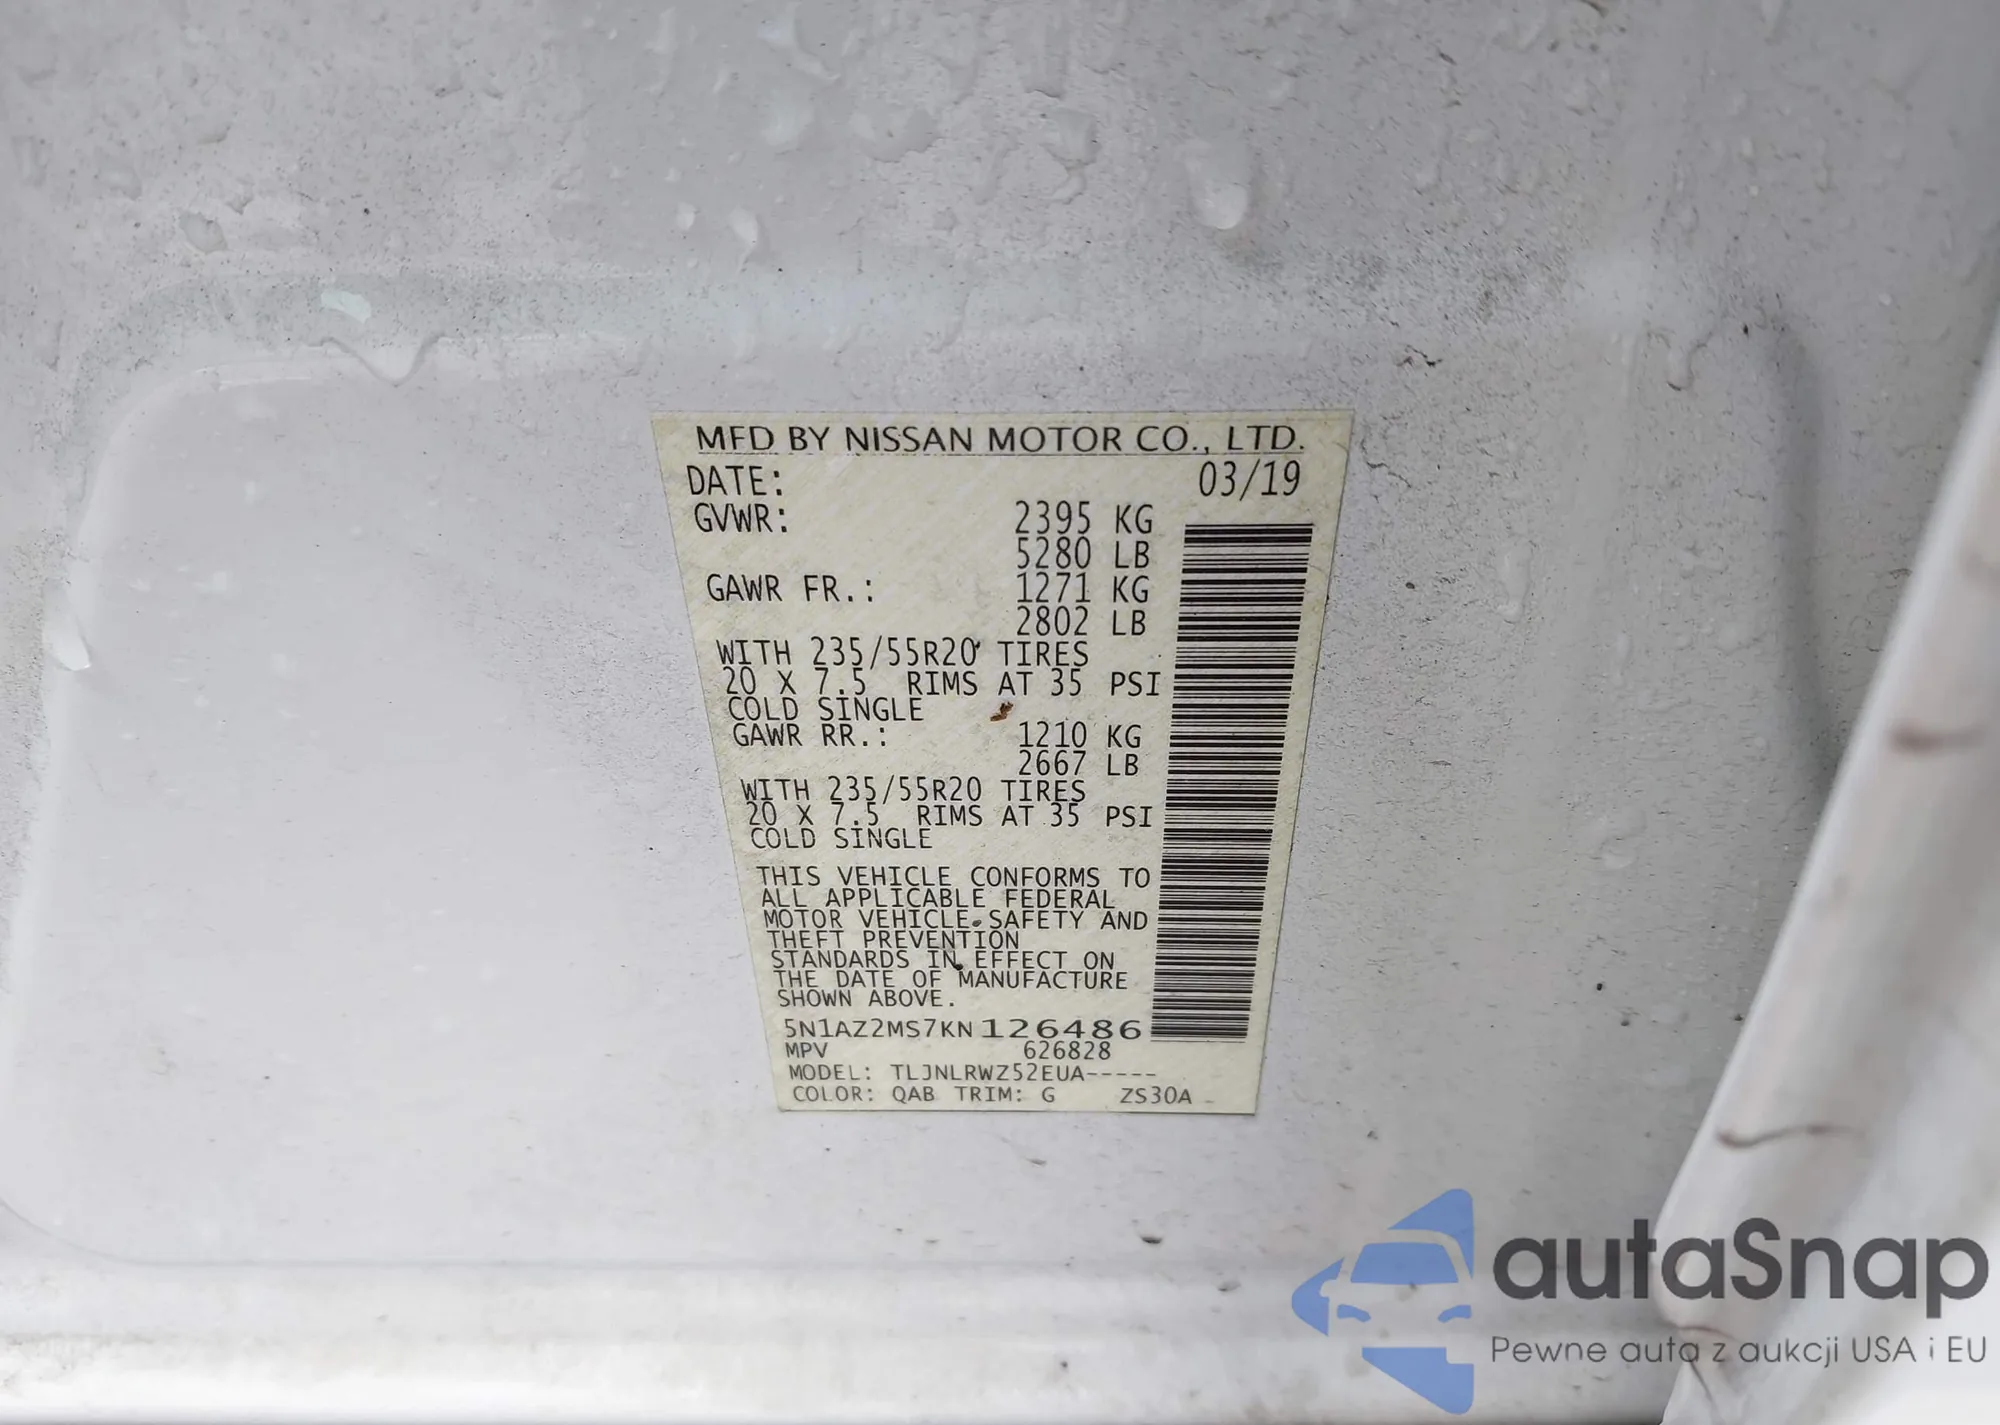 MFD BY NISSAN MOTOR CO., LTD.
DATE: 03/19
GVWR: 2395 KG
5280 LB
GAWR FR.: 1271 KG
2802 LB
WITH 235/55R20 TIRES
20 X 7.5 RIMS AT 35 PSI
COLD SINGLE
GAWR RR.: 1210 KG
2667 LB
WITH 235/55R20 TIRES
20 X 7.5 RIMS AT 35 PSI
COLD SINGLE
THIS VEHICLE CONFORMS TO
ALL APPLICABLE FEDERAL
MOTOR VEHICLE SAFETY AND
THEFT PREVENTION
STANDARDS IN EFFECT ON
THE DATE OF MANUFACTURE
SHOWN ABOVE.
5N1AZ2MS7KN126486
MPV 626828
MODEL: TLJNLRWZ52EUA-----
COLOR: QAB TRIM: G ZS30A -
autaSnap
Pewne auta z aukcji USA i EU